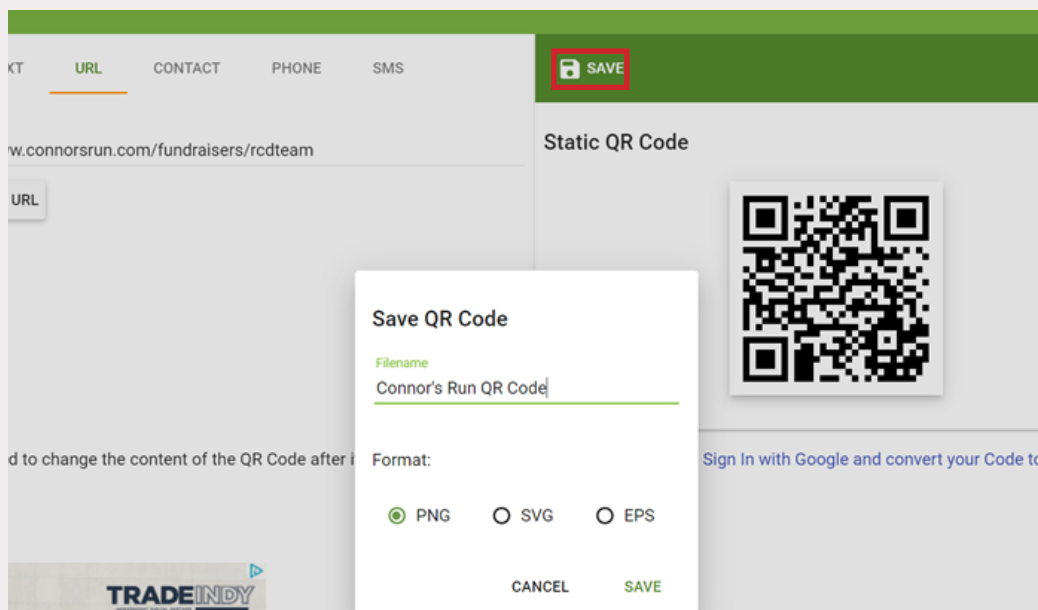 XT URL CONTACT PHONE SMS
SAVE
w.connorsrun.com/fundraisers/rcdteam
URL
Static QR Code
Save QR Code
Filename
Connor's Run QR Code
d to change the content of the QR Code after i
Format:
Sign In with Google and convert your Code to
PNG SVG EPS
CANCEL SAVE
TRADEINDY